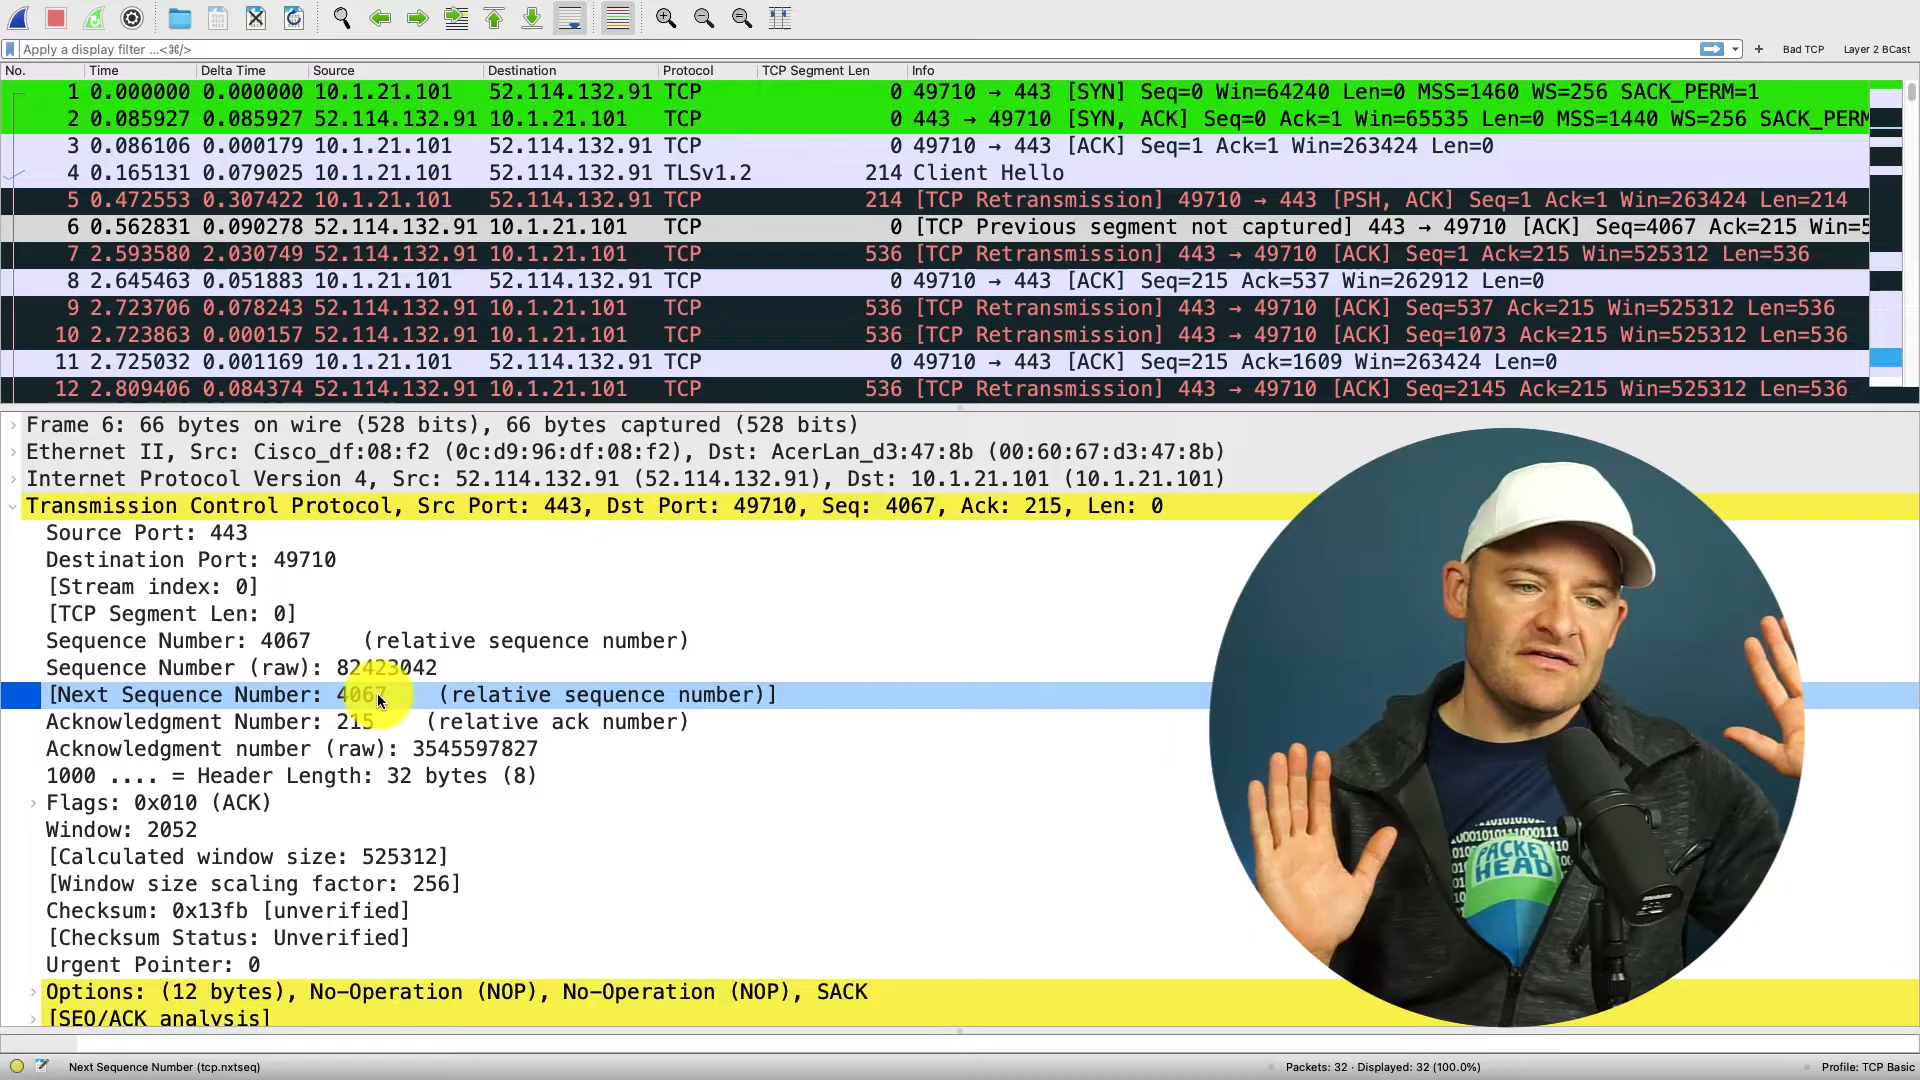 Apply a display filter ...<⌘/>
+ Bad TCP Layer 2 BCast
No. Time Delta Time Source Destination Protocol TCP Segment Len Info
1 0.000000 0.000000 10.1.21.101 52.114.132.91 TCP 0 49710 → 443 [SYN] Seq=0 Win=64240 Len=0 MSS=1460 WS=256 SACK_PERM=1
2 0.085927 0.085927 52.114.132.91 10.1.21.101 TCP 0 443 → 49710 [SYN, ACK] Seq=0 Ack=1 Win=65535 Len=0 MSS=1440 WS=256 SACK_PERM
3 0.086106 0.000179 10.1.21.101 52.114.132.91 TCP 0 49710 → 443 [ACK] Seq=1 Ack=1 Win=263424 Len=0
4 0.165131 0.079025 10.1.21.101 52.114.132.91 TLSv1.2 214 Client Hello
5 0.472553 0.307422 10.1.21.101 52.114.132.91 TCP 214 [TCP Retransmission] 49710 → 443 [PSH, ACK] Seq=1 Ack=1 Win=263424 Len=214
6 0.562831 0.090278 52.114.132.91 10.1.21.101 TCP 0 [TCP Previous segment not captured] 443 → 49710 [ACK] Seq=4067 Ack=215 Win=5
7 2.593580 2.030749 52.114.132.91 10.1.21.101 TCP 536 [TCP Retransmission] 443 → 49710 [ACK] Seq=1 Ack=215 Win=525312 Len=536
8 2.645463 0.051883 10.1.21.101 52.114.132.91 TCP 0 49710 → 443 [ACK] Seq=215 Ack=537 Win=262912 Len=0
9 2.723706 0.078243 52.114.132.91 10.1.21.101 TCP 536 [TCP Retransmission] 443 → 49710 [ACK] Seq=537 Ack=215 Win=525312 Len=536
10 2.723863 0.000157 52.114.132.91 10.1.21.101 TCP 536 [TCP Retransmission] 443 → 49710 [ACK] Seq=1073 Ack=215 Win=525312 Len=536
11 2.725032 0.001169 10.1.21.101 52.114.132.91 TCP 0 49710 → 443 [ACK] Seq=215 Ack=1609 Win=263424 Len=0
12 2.809406 0.084374 52.114.132.91 10.1.21.101 TCP 536 [TCP Retransmission] 443 → 49710 [ACK] Seq=2145 Ack=215 Win=525312 Len=536
Frame 6: 66 bytes on wire (528 bits), 66 bytes captured (528 bits)
Ethernet II, Src: Cisco_df:08:f2 (0c:d9:96:df:08:f2), Dst: AcerLan_d3:47:8b (00:60:67:d3:47:8b)
Internet Protocol Version 4, Src: 52.114.132.91 (52.114.132.91), Dst: 10.1.21.101 (10.1.21.101)
Transmission Control Protocol, Src Port: 443, Dst Port: 49710, Seq: 4067, Ack: 215, Len: 0
Source Port: 443
Destination Port: 49710
[Stream index: 0]
[TCP Segment Len: 0]
Sequence Number: 4067 (relative sequence number)
Sequence Number (raw): 82423042
[Next Sequence Number: 4067 (relative sequence number)]
Acknowledgment Number: 215 (relative ack number)
Acknowledgment number (raw): 3545597827
1000 .... = Header Length: 32 bytes (8)
Flags: 0x010 (ACK)
Window: 2052
[Calculated window size: 525312]
[Window size scaling factor: 256]
Checksum: 0x13fb [unverified]
[Checksum Status: Unverified]
Urgent Pointer: 0
Options: (12 bytes), No-Operation (NOP), No-Operation (NOP), SACK
[SEQ/ACK analysis]
PACKET
HEAD
Next Sequence Number (tcp.nxtseq)
Packets: 32 · Displayed: 32 (100.0%)
Profile: TCP Basic